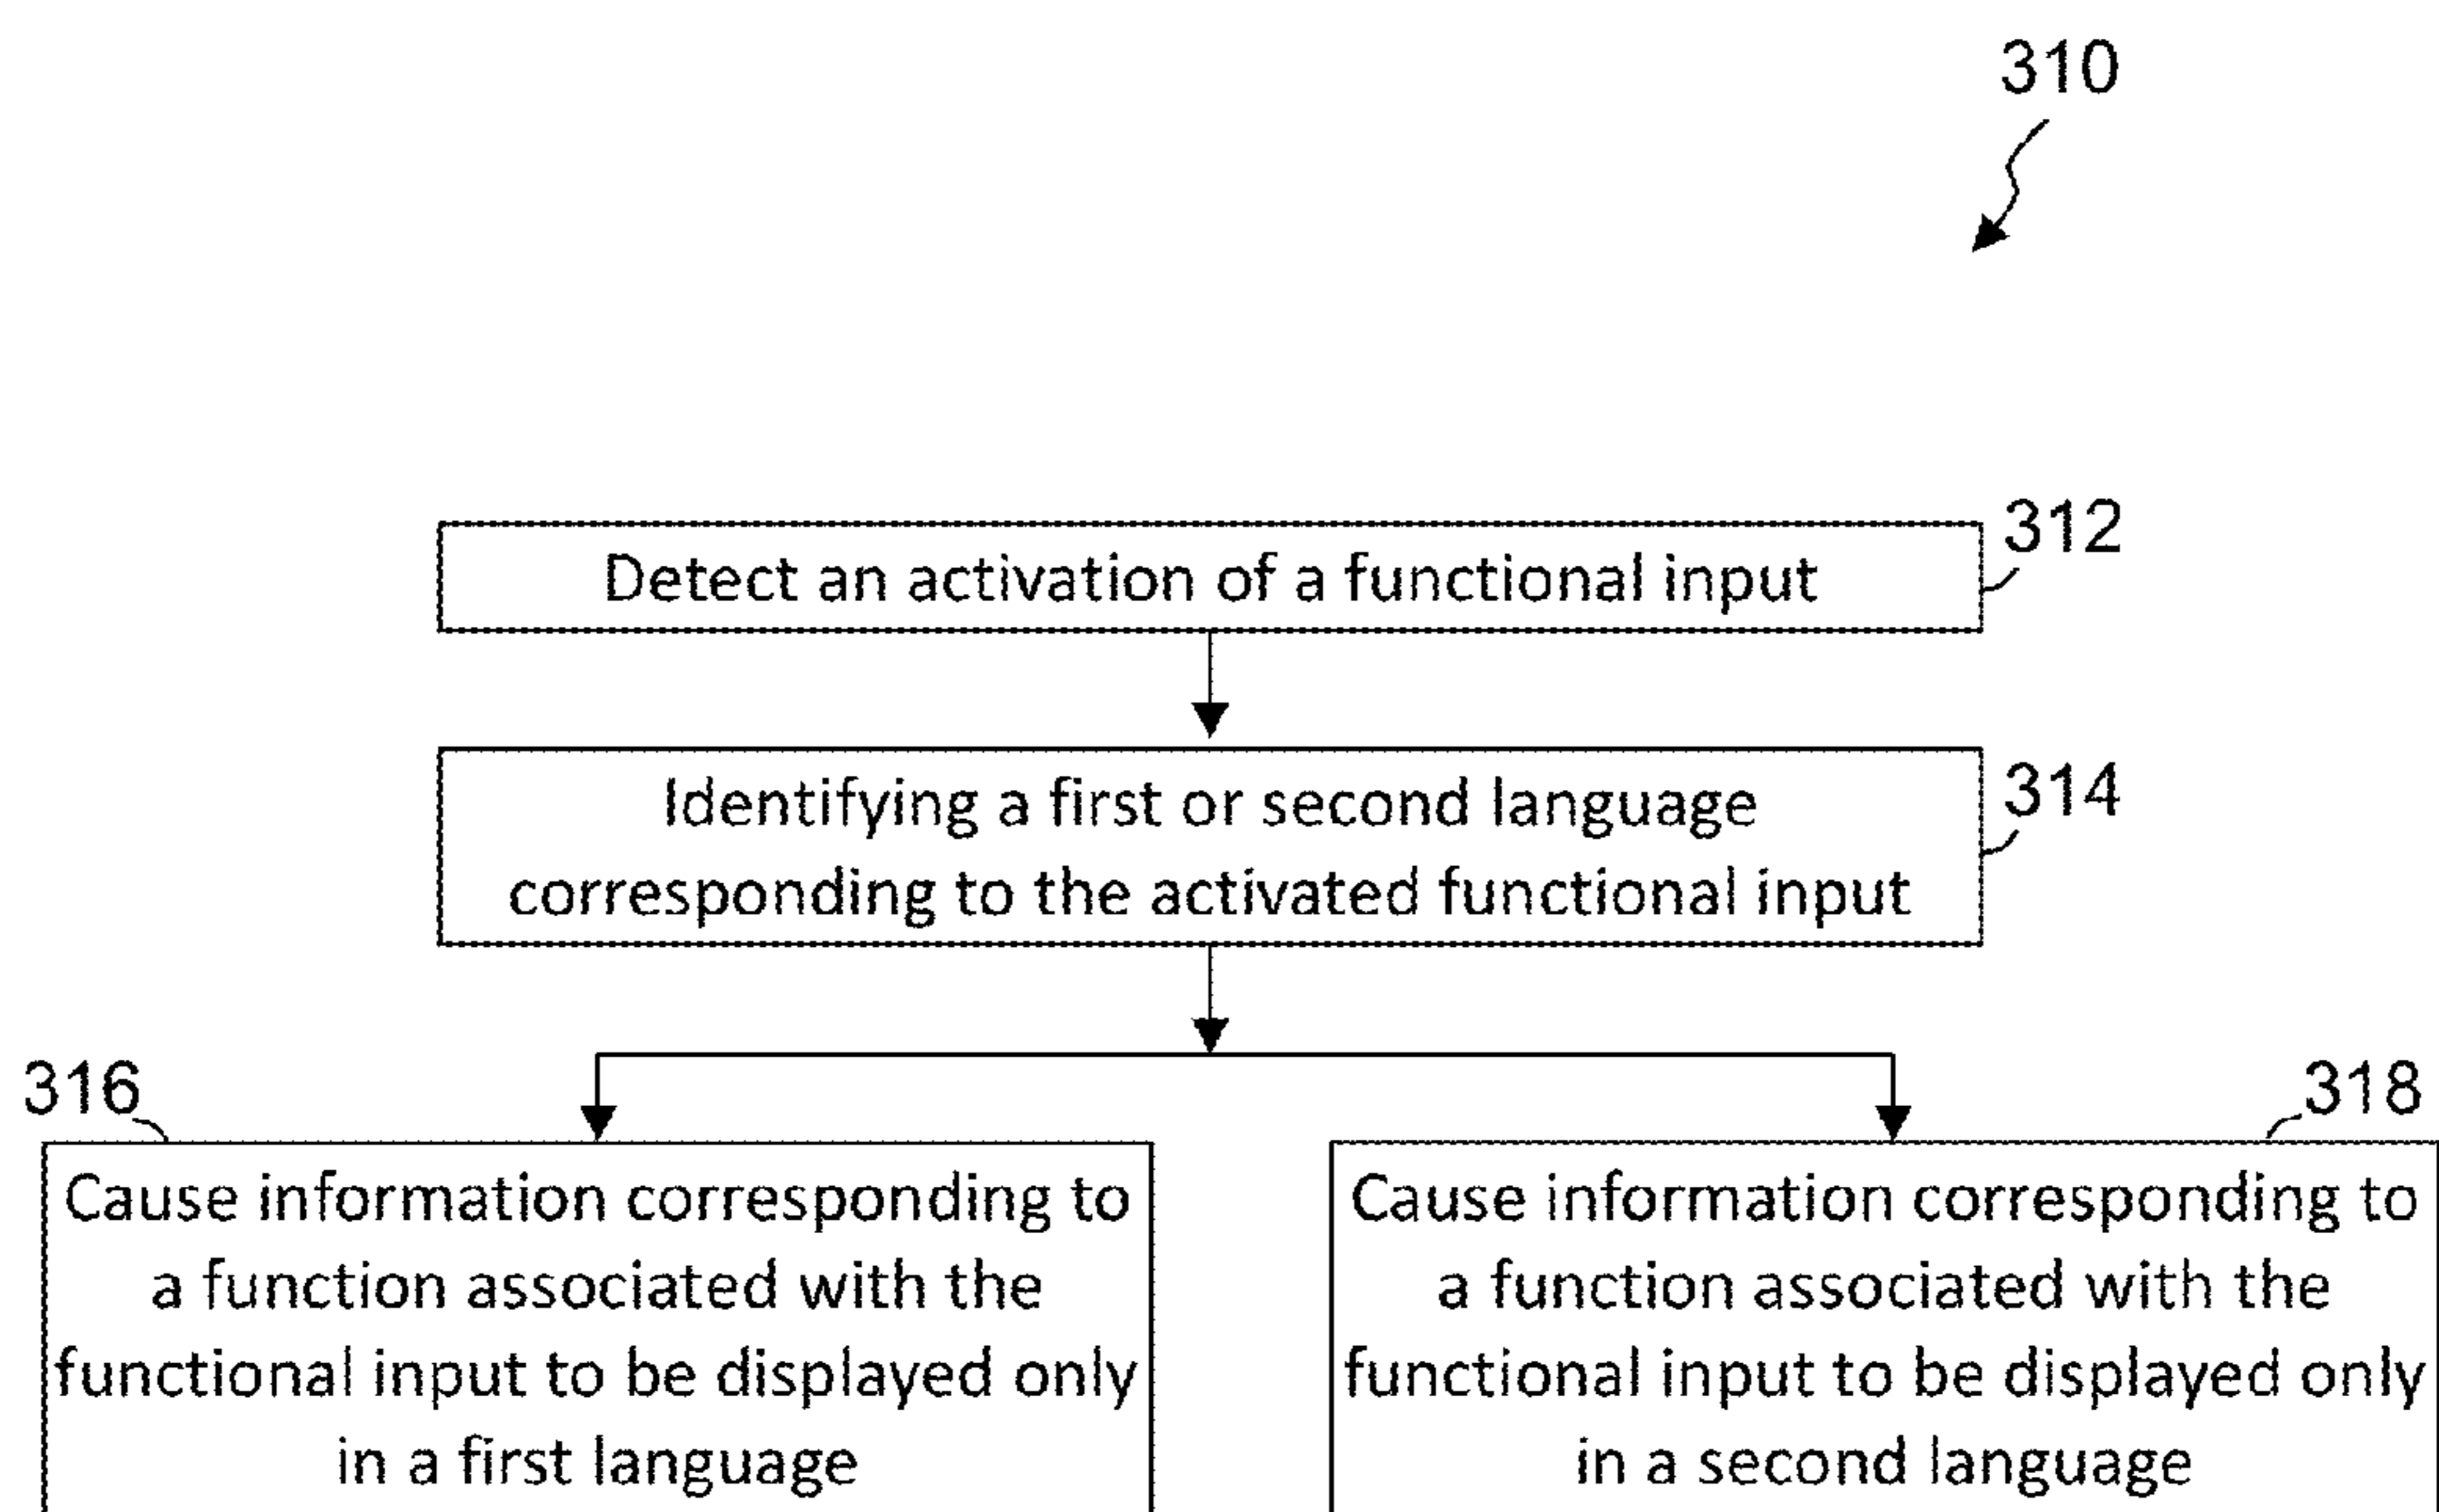 310
312
Detect an activation of a functional input
314
Identifying a first or second language
corresponding to the activated functional input
316
318
Cause information corresponding to
a function associated with the
functional input to be displayed only
in a first language
Cause information corresponding to
a function associated with the
functional input to be displayed only
in a second language